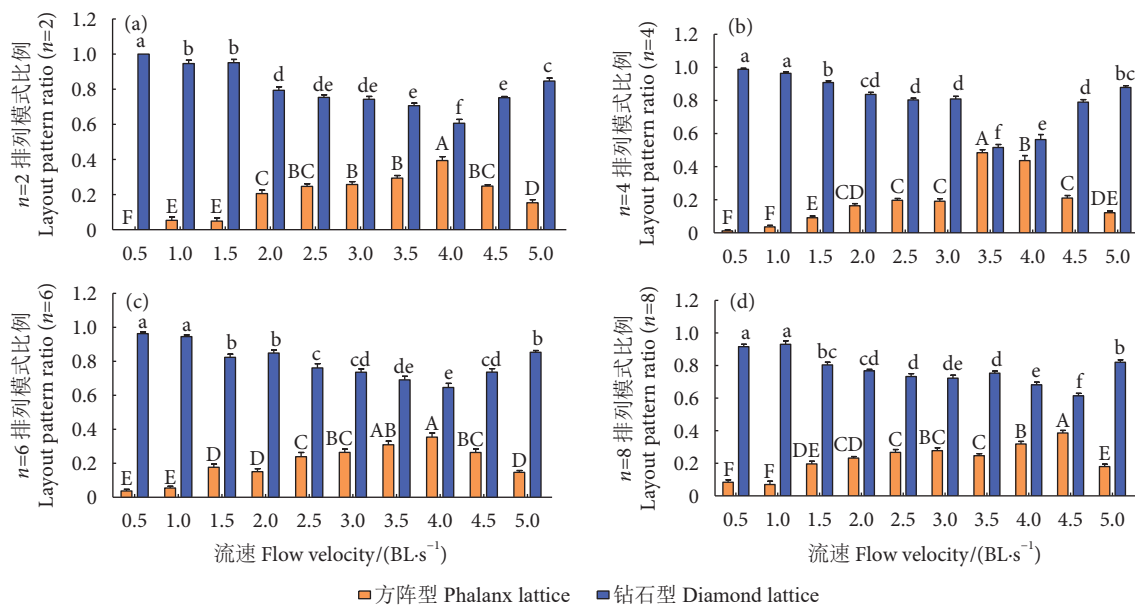 (a)
n=2 排列模式比例
Layout pattern ratio (n=2)
1.2
1.0
0.8
0.6
0.4
0.2
0
a b b d de de e f e c
F E E C BC B B A BC D
0.5 1.0 1.5 2.0 2.5 3.0 3.5 4.0 4.5 5.0
(b)
n=4 排列模式比例
Layout pattern ratio (n=4)
1.2
1.0
0.8
0.6
0.4
0.2
0
a a b cd d d f e d bc
F F E CD C C A B C DE
0.5 1.0 1.5 2.0 2.5 3.0 3.5 4.0 4.5 5.0
(c)
n=6 排列模式比例
Layout pattern ratio (n=6)
1.2
1.0
0.8
0.6
0.4
0.2
0
a a b b c cd de e cd b
E E D D C BC AB A BC D
0.5 1.0 1.5 2.0 2.5 3.0 3.5 4.0 4.5 5.0
流速 Flow velocity/(BL·s⁻¹)
(d)
n=8 排列模式比例
Layout pattern ratio (n=8)
1.2
1.0
0.8
0.6
0.4
0.2
0
a a bc cd d de d e f b
F F DE CD C BC C B A E
0.5 1.0 1.5 2.0 2.5 3.0 3.5 4.0 4.5 5.0
流速 Flow velocity/(BL·s⁻¹)
方阵型 Phalanx lattice 钻石型 Diamond lattice